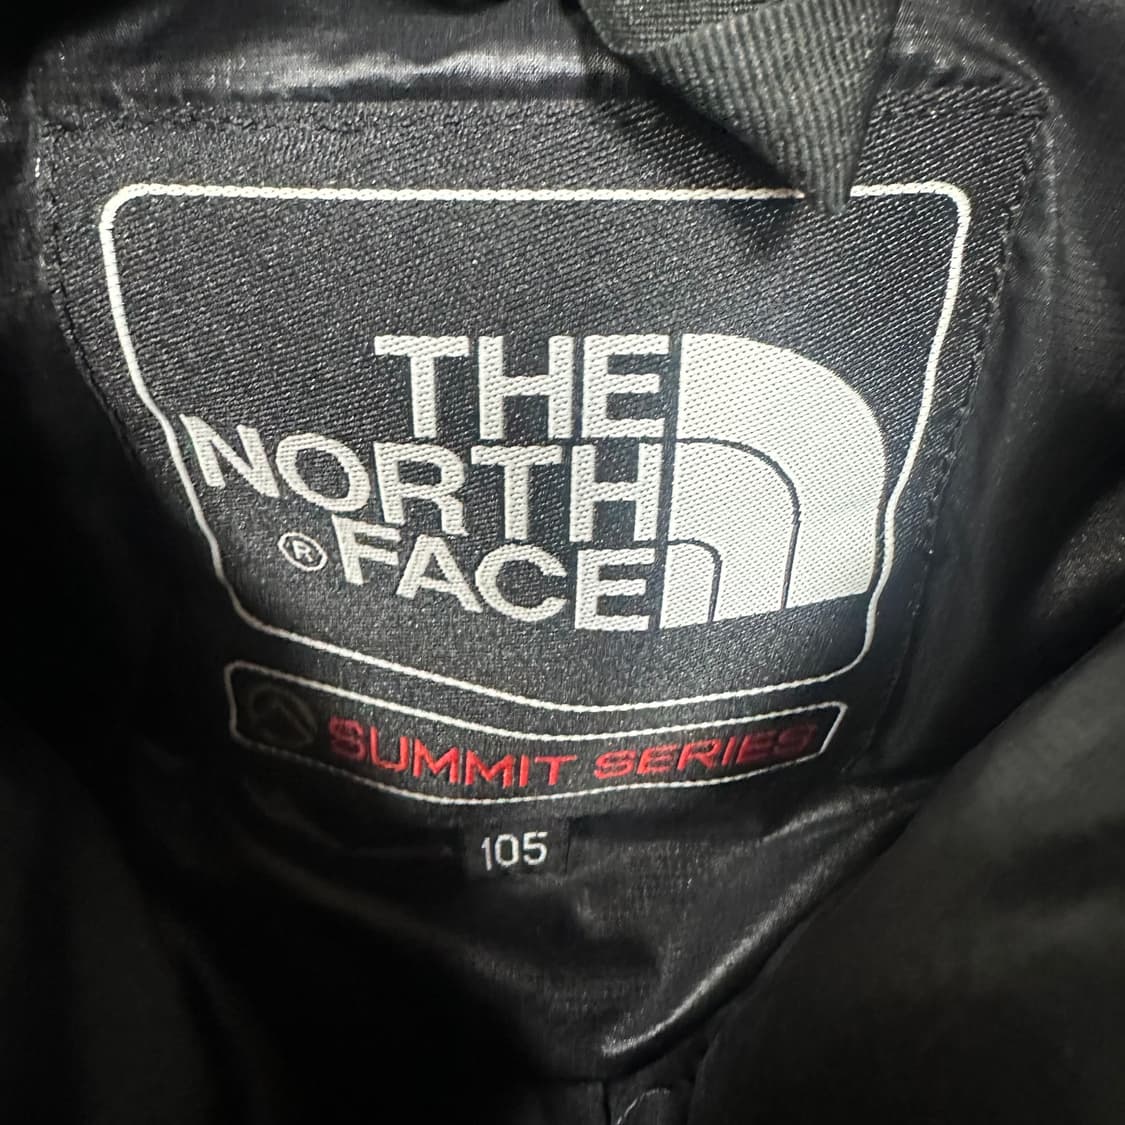 THE
NORTH
® FACE
SUMMIT SERIES
105